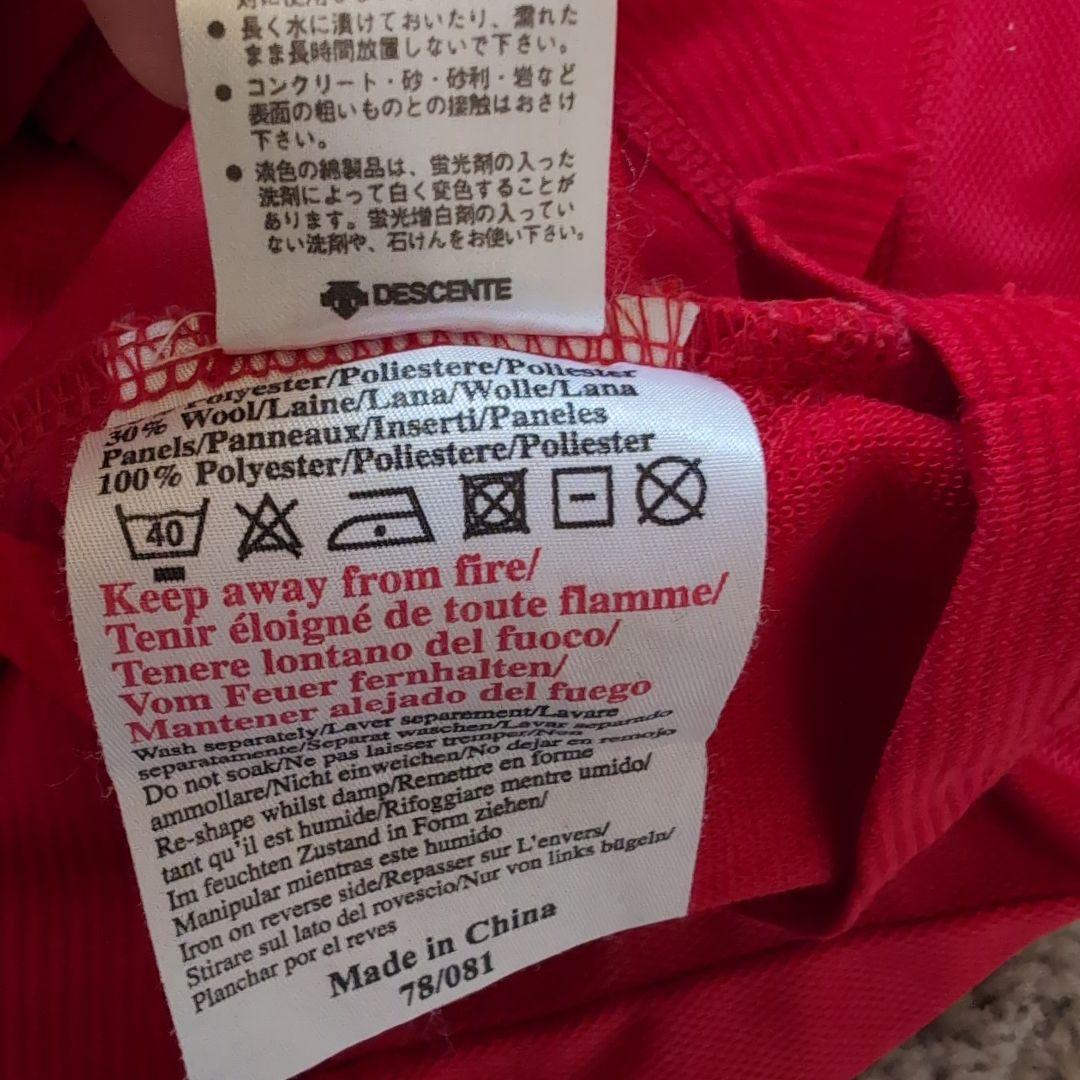 長く水に漬けておいたり、濡れた
まま長時間放置しないで下さい。
コンクリート・砂・砂利・岩など
表面の粗いものとの接触はおさけ
下さい。
淡色の綿製品は、蛍光剤の入った
洗剤によって白く変色することが
あります。蛍光増白剤の入ってい
ない洗剤や、石けんをお使い下さい。
DESCENTE
Polyester/Poliestere/Poliester
30% Wool/Laine/Lana/Wolle/Lana
Panels/Panneaux/Inserti/Paneles
100% Polyester/Poliestere/Poliester
40
Keep away from fire/
Tenir éloigné de toute flamme/
Tenere lontano del fuoco/
Vom Feuer fernhalten/
Mantener alejado del fuego
Wash separately/Laver separement/Lavare
separatamente/Separat waschen/Lavar separado
Do not soak/Ne pas laisser tremper/Non
ammollare/Nicht einweichen/No dejar en remojo
Re-shape whilst damp/Remettre en forme
tant qu'il est humide/Rifoggiare mentre umido/
Im feuchten Zustand in Form ziehen/
Manipular mientras este humido
Iron on reverse side/Repasser sur L'envers/
Stirare sul lato del rovescio/Nur von links bügeln/
Planchar por el reves
Made in China
78/081